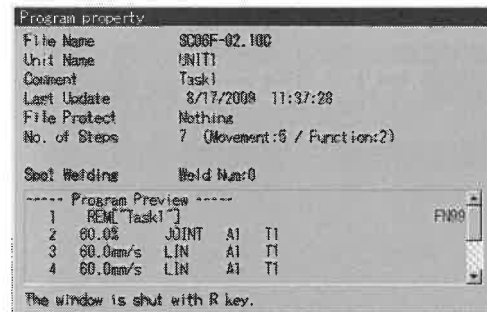 Program property
File Name SC06F-02.100
Unit Name UNIT1
Comment Task1
Last Update 8/17/2009 11:37:28
File Protect Nothing
No. of Steps 7 (Movement:5 / Function:2)
Spot Welding Weld Num:0
----- Program Preview -----
1 REM["Task1"] FN99
2 60.0% JOINT A1 T1
3 60.0mm/s LIN A1 T1
4 60.0mm/s LIN A1 T1
The window is shut with R key.